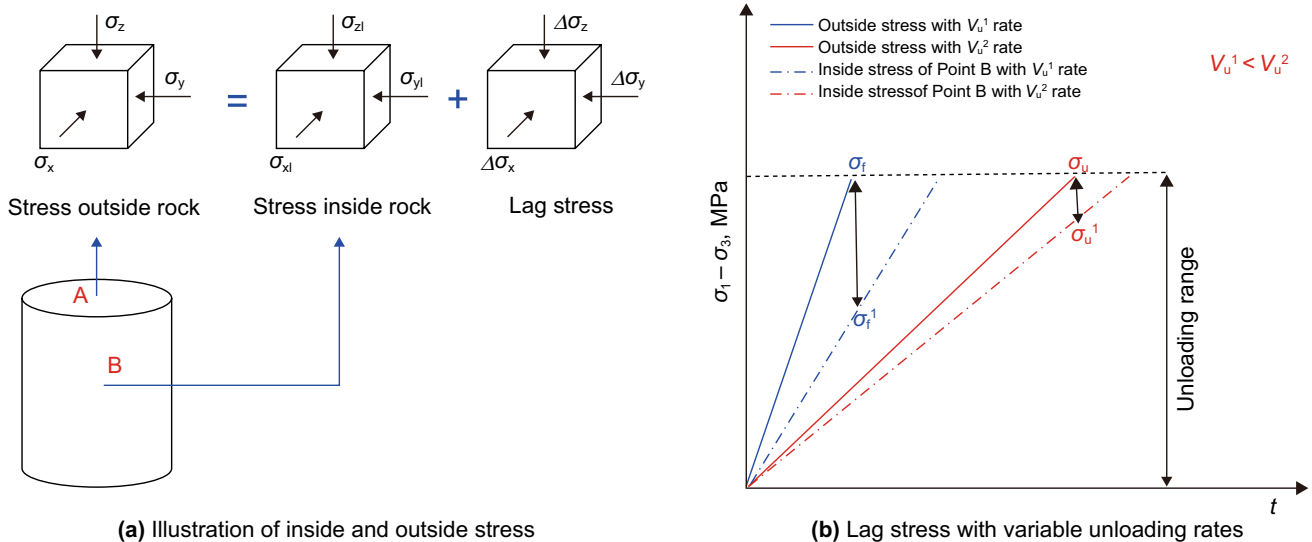 σz
σzl
Δσz
σy
=
σyl
+
Δσy
σx
σxl
Δσx
Stress outside rock
Stress inside rock
Lag stress
A
B
(a) Illustration of inside and outside stress
Outside stress with Vu¹ rate
Outside stress with Vu² rate
Inside stress of Point B with Vu¹ rate
Inside stressof Point B with Vu² rate
Vu¹ < Vu²
σf
σu
σu¹
σf¹
σ1 – σ3, MPa
Unloading range
t
(b) Lag stress with variable unloading rates